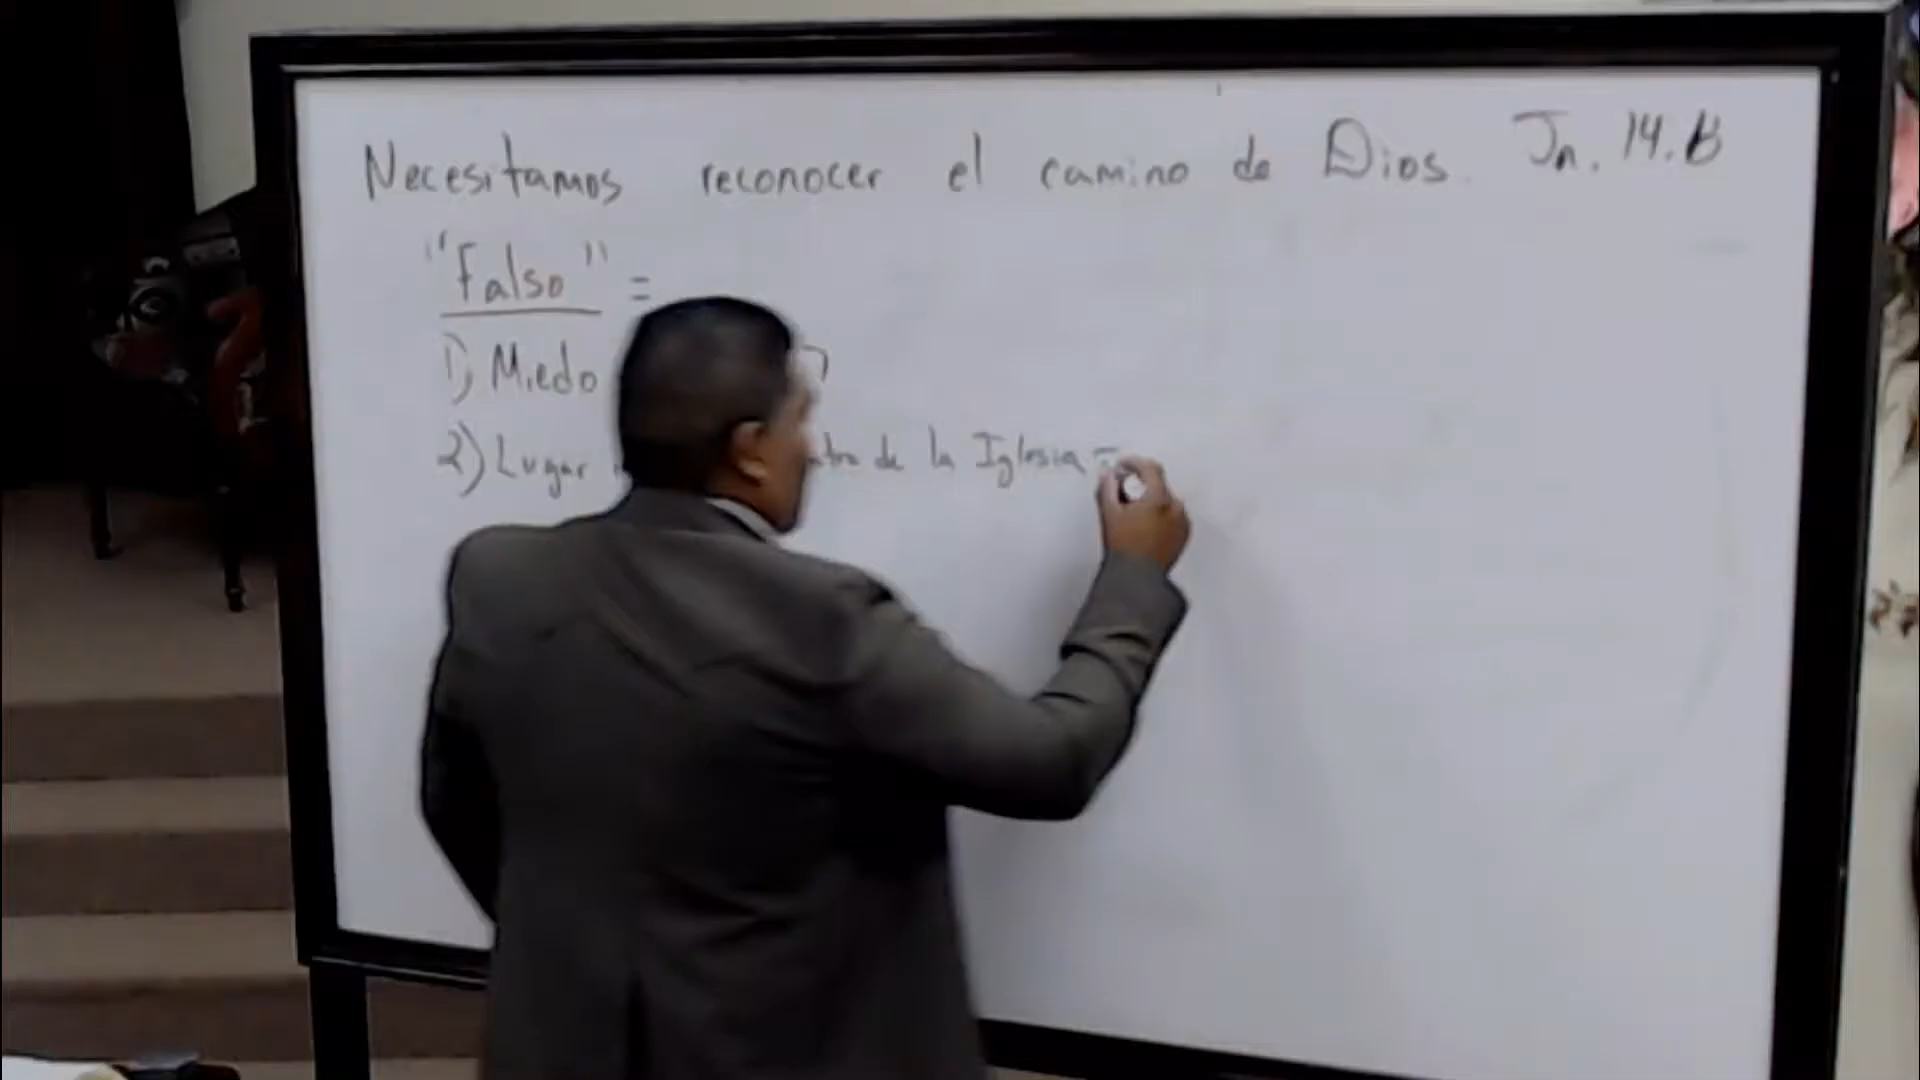 Necesitamos reconocer el camino de Dios. Jn. 14.
"Falso" =
1) Miedo
2) Lugar de la Iglesia =